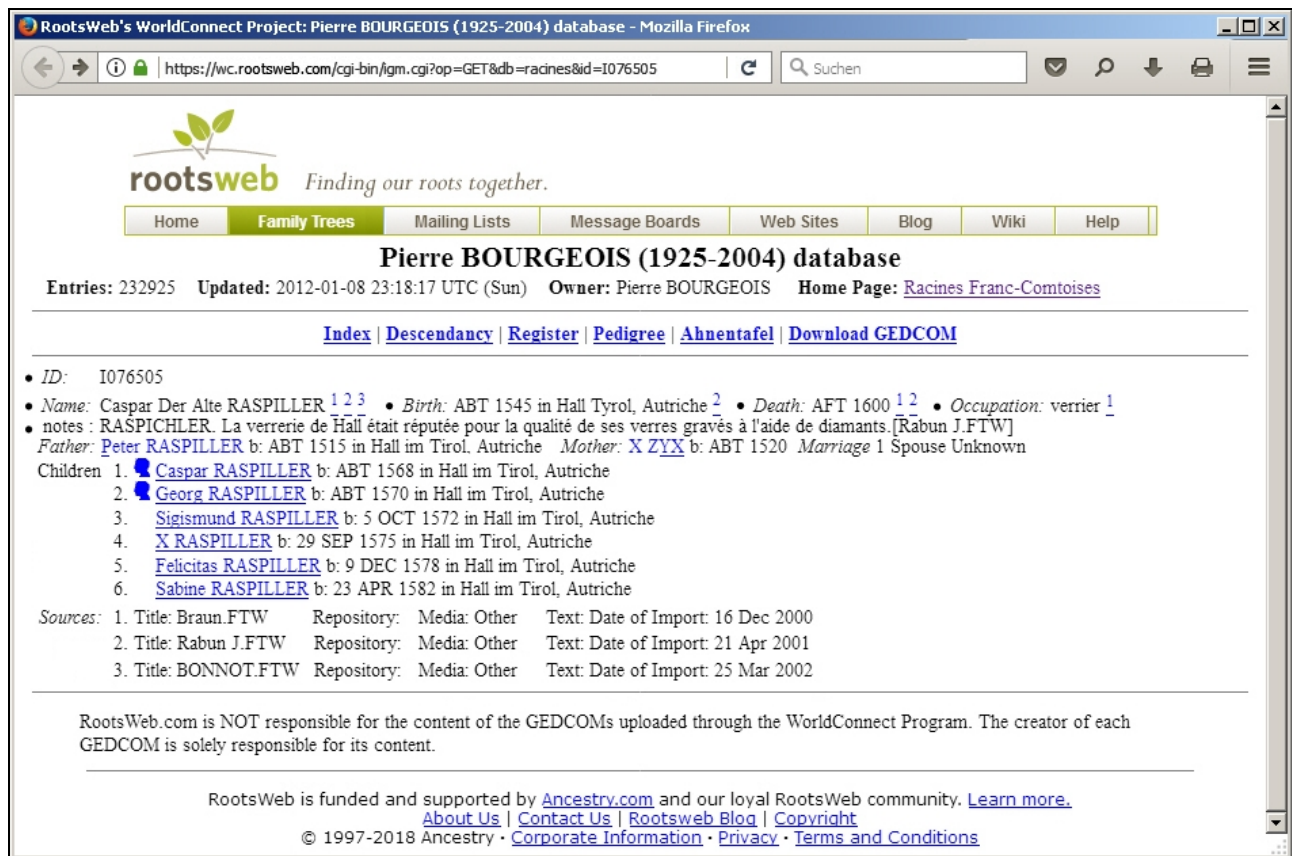 RootsWeb's WorldConnect Project: Pierre BOURGEOIS (1925-2004) database - Mozilla Firefox
https://wc.rootsweb.com/cgi-bin/igm.cgi?op=GET&db=racines&id=I076505 Suchen
rootsweb Finding our roots together.
Home Family Trees Mailing Lists Message Boards Web Sites Blog Wiki Help
Pierre BOURGEOIS (1925-2004) database
Entries: 232925 Updated: 2012-01-08 23:18:17 UTC (Sun) Owner: Pierre BOURGEOIS Home Page: Racines Franc-Comtoises
Index | Descendancy | Register | Pedigree | Ahnentafel | Download GEDCOM
• ID: I076505
• Name: Caspar Der Alte RASPILLER 1 2 3 • Birth: ABT 1545 in Hall Tyrol, Autriche 2 • Death: AFT 1600 1 2 • Occupation: verrier 1
• notes : RASPICHLER. La verrerie de Hall était réputée pour la qualité de ses verres gravés à l'aide de diamants.[Rabun J.FTW]
Father: Peter RASPILLER b: ABT 1515 in Hall im Tirol, Autriche Mother: X ZYX b: ABT 1520 Marriage 1 Spouse Unknown
Children 1. Caspar RASPILLER b: ABT 1568 in Hall im Tirol, Autriche
2. Georg RASPILLER b: ABT 1570 in Hall im Tirol, Autriche
3. Sigismund RASPILLER b: 5 OCT 1572 in Hall im Tirol, Autriche
4. X RASPILLER b: 29 SEP 1575 in Hall im Tirol, Autriche
5. Felicitas RASPILLER b: 9 DEC 1578 in Hall im Tirol, Autriche
6. Sabine RASPILLER b: 23 APR 1582 in Hall im Tirol, Autriche
Sources: 1. Title: Braun.FTW Repository: Media: Other Text: Date of Import: 16 Dec 2000
2. Title: Rabun J.FTW Repository: Media: Other Text: Date of Import: 21 Apr 2001
3. Title: BONNOT.FTW Repository: Media: Other Text: Date of Import: 25 Mar 2002
RootsWeb.com is NOT responsible for the content of the GEDCOMs uploaded through the WorldConnect Program. The creator of each
GEDCOM is solely responsible for its content.
RootsWeb is funded and supported by Ancestry.com and our loyal RootsWeb community. Learn more.
About Us | Contact Us | Rootsweb Blog | Copyright
© 1997-2018 Ancestry • Corporate Information • Privacy • Terms and Conditions